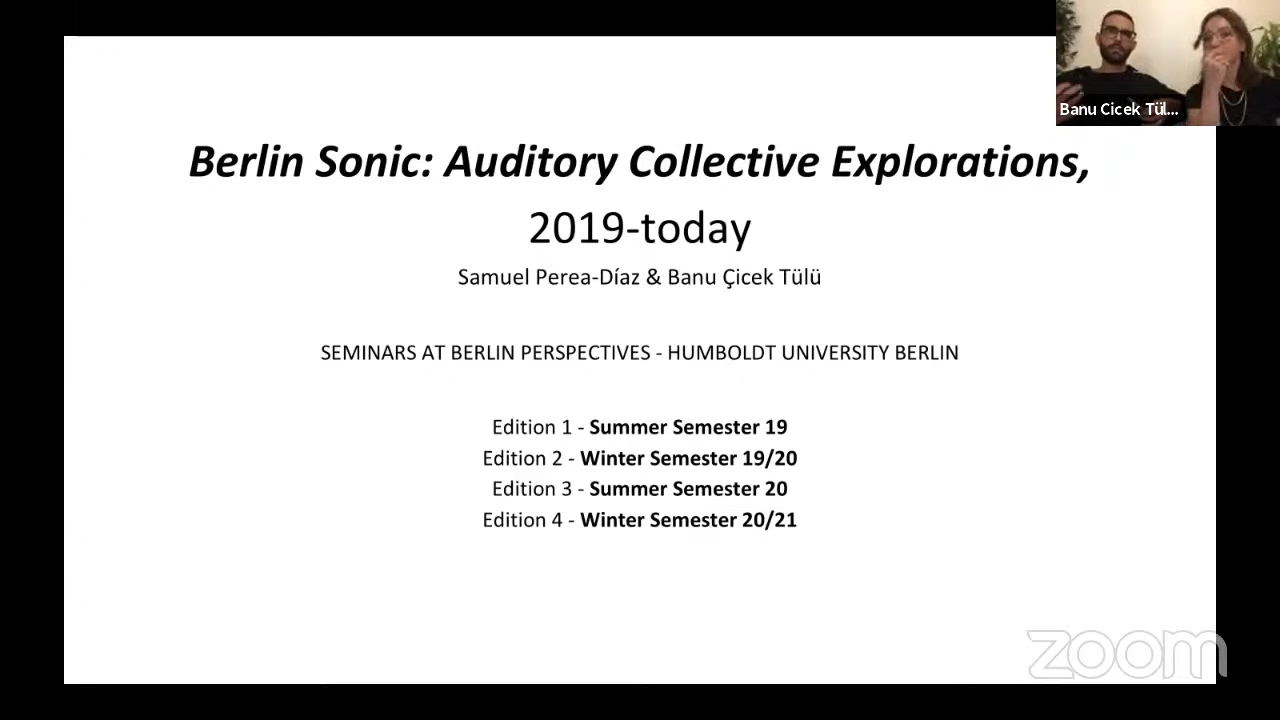 Banu Cicek Tül...
Berlin Sonic: Auditory Collective Explorations,
2019-today
Samuel Perea-Díaz & Banu Çicek Tülü
SEMINARS AT BERLIN PERSPECTIVES - HUMBOLDT UNIVERSITY BERLIN
Edition 1 - Summer Semester 19
Edition 2 - Winter Semester 19/20
Edition 3 - Summer Semester 20
Edition 4 - Winter Semester 20/21
zoom